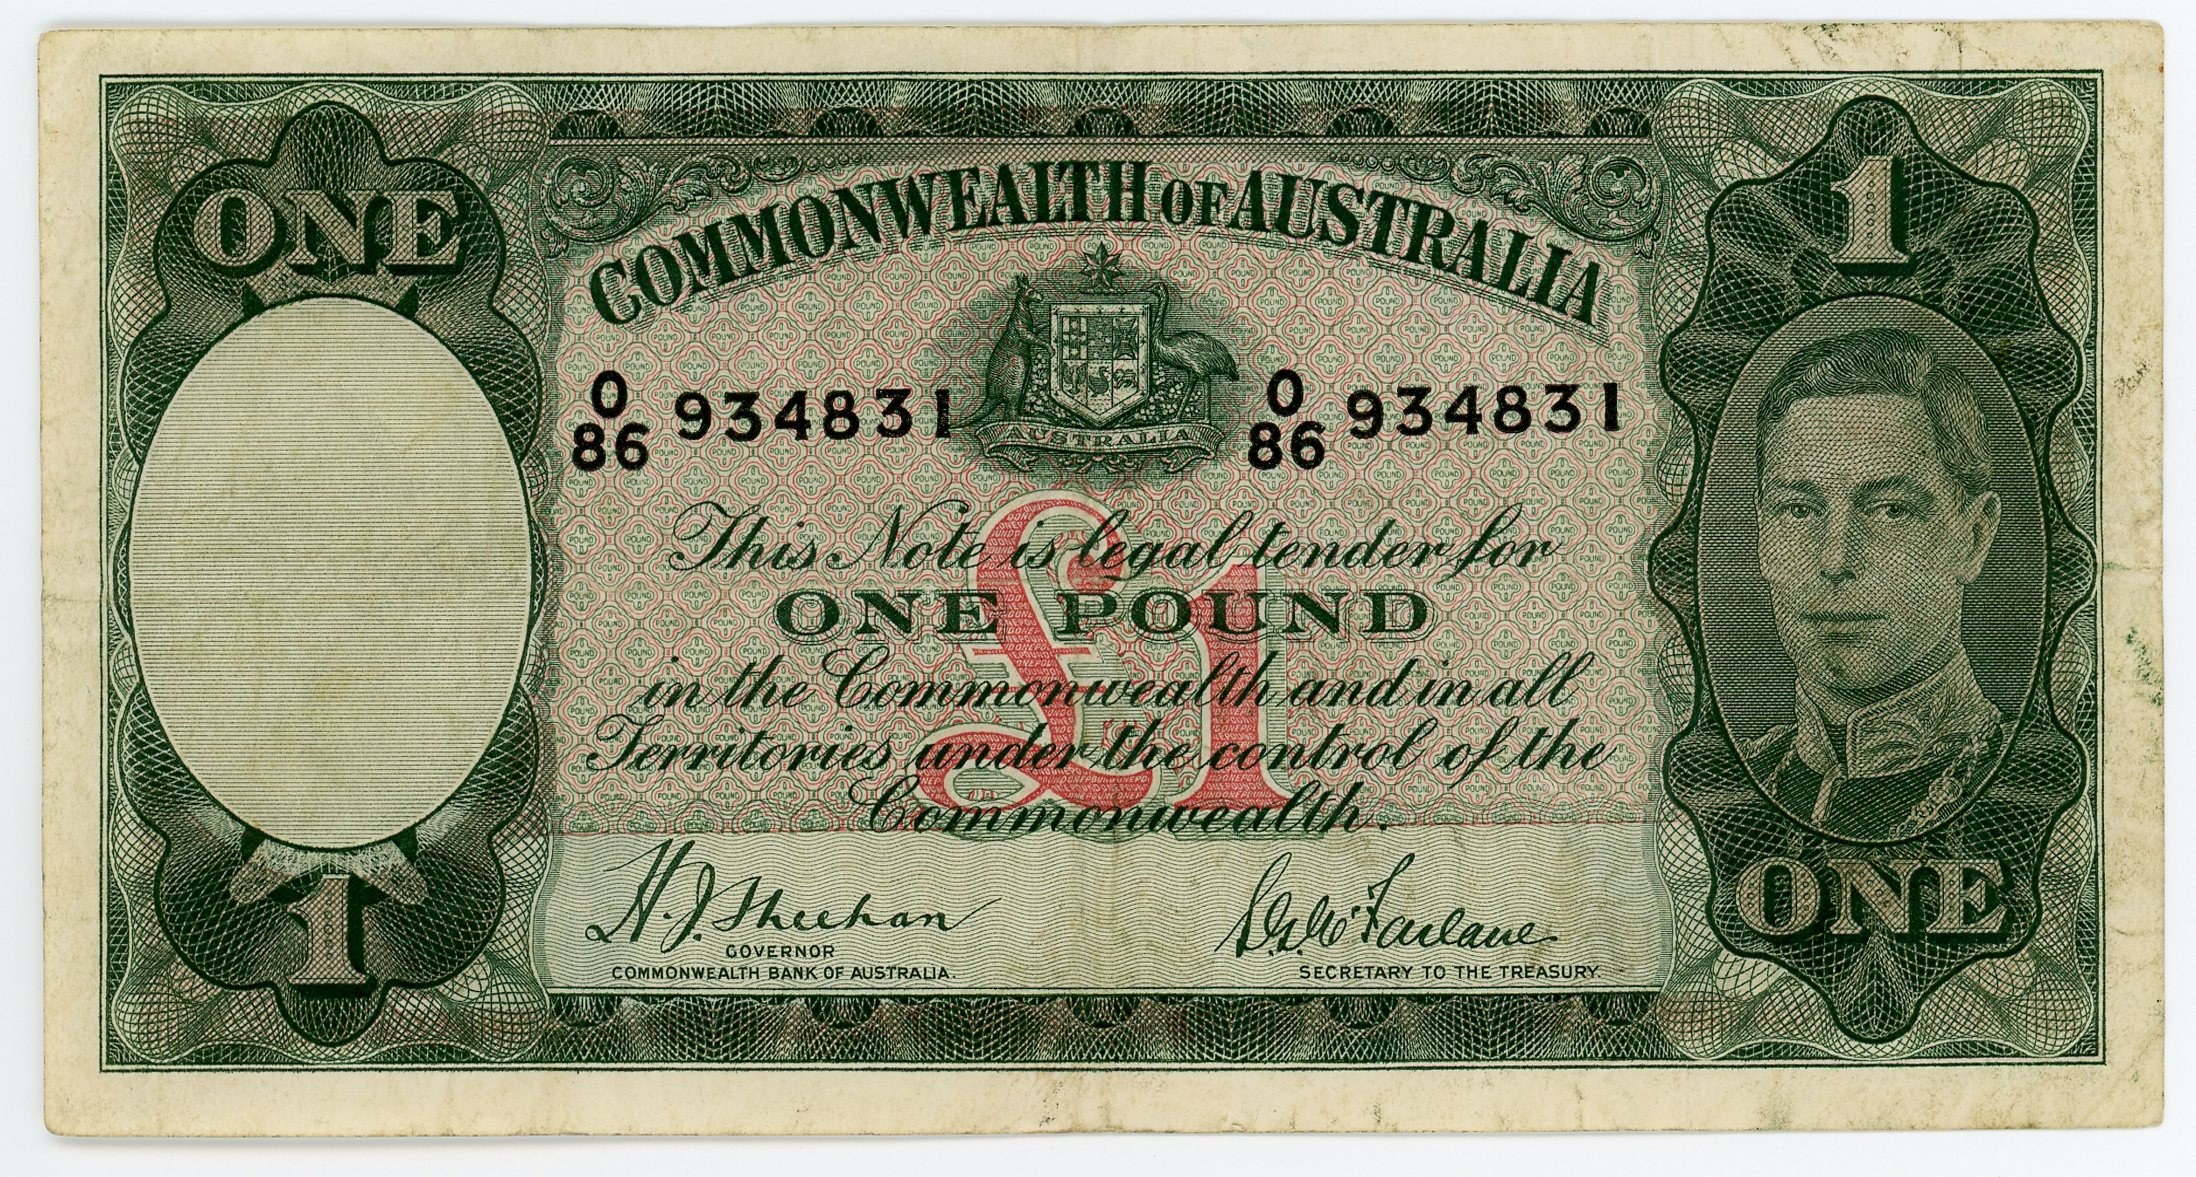 ONE
1
COMMONWEALTH OF AUSTRALIA
AUSTRALIA
O/86 934831
O/86 934831
This Note is legal tender for
ONE POUND
in the Commonwealth and in all
Territories under the control of the
Commonwealth.
£1
H.J. Sheehan
GOVERNOR
COMMONWEALTH BANK OF AUSTRALIA.
S.G. McFarlane
SECRETARY TO THE TREASURY.
1
ONE